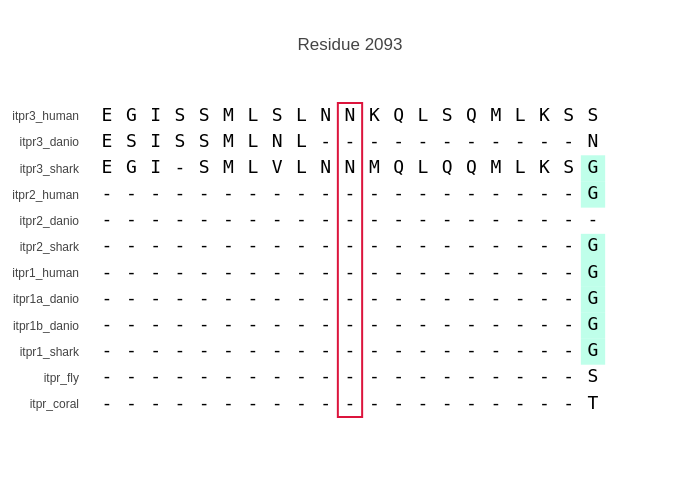 Residue 2093
itpr3_human E G I S S M L S L N N K Q L S Q M L K S S
itpr3_danio E S I S S M L N L - - - - - - - - - - - N
itpr3_shark E G I - S M L V L N N M Q L Q Q M L K S G
itpr2_human - - - - - - - - - - - - - - - - - - - - G
itpr2_danio - - - - - - - - - - - - - - - - - - - - -
itpr2_shark - - - - - - - - - - - - - - - - - - - - G
itpr1_human - - - - - - - - - - - - - - - - - - - - G
itpr1a_danio - - - - - - - - - - - - - - - - - - - - G
itpr1b_danio - - - - - - - - - - - - - - - - - - - - G
itpr1_shark - - - - - - - - - - - - - - - - - - - - G
itpr_fly - - - - - - - - - - - - - - - - - - - - S
itpr_coral - - - - - - - - - - - - - - - - - - - - T